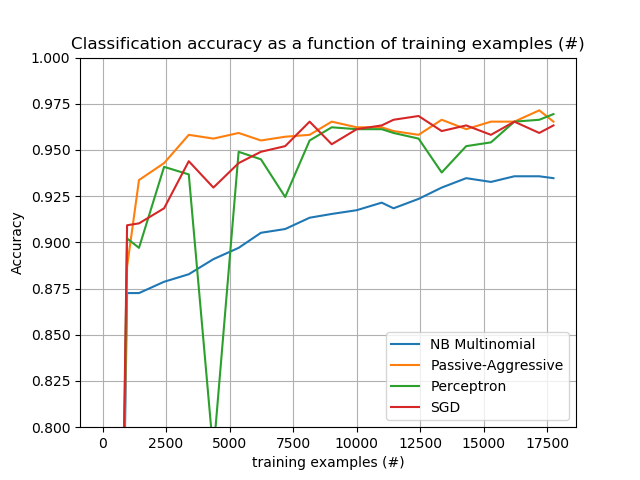 Classification accuracy as a function of training examples (#)
1.000
0.975
0.950
0.925
0.900
0.875
0.850
0.825
0.800
Accuracy
NB Multinomial
Passive-Aggressive
Perceptron
SGD
0 2500 5000 7500 10000 12500 15000 17500
training examples (#)